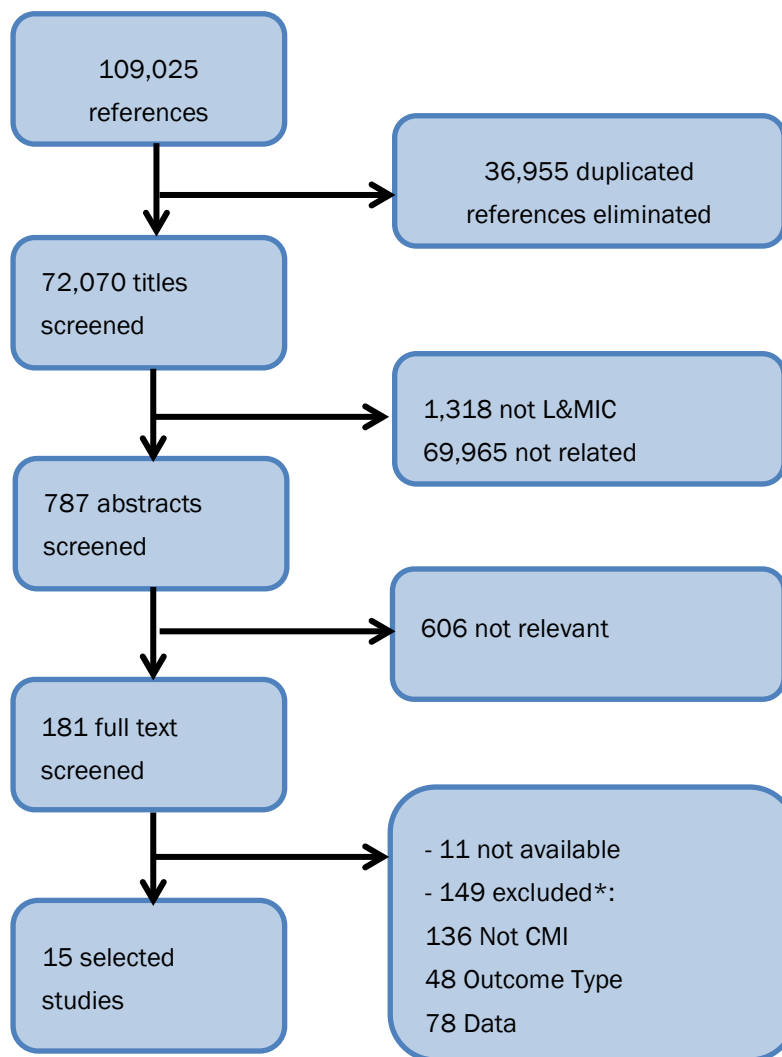 109,025
references
36,955 duplicated
references eliminated
72,070 titles
screened
1,318 not L&MIC
69,965 not related
787 abstracts
screened
606 not relevant
181 full text
screened
- 11 not available
- 149 excluded*:
136 Not CMI
48 Outcome Type
78 Data
15 selected
studies